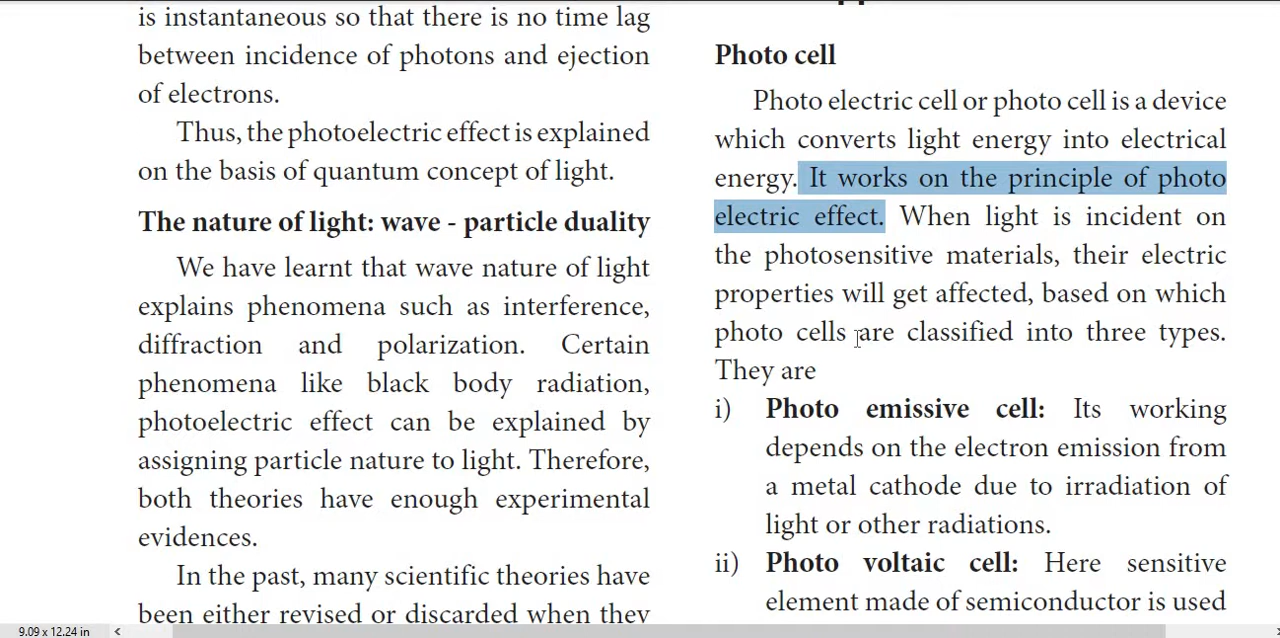 is instantaneous so that there is no time lag
between incidence of photons and ejection
of electrons.
Thus, the photoelectric effect is explained
on the basis of quantum concept of light.
The nature of light: wave - particle duality
We have learnt that wave nature of light
explains phenomena such as interference,
diffraction and polarization. Certain
phenomena like black body radiation,
photoelectric effect can be explained by
assigning particle nature to light. Therefore,
both theories have enough experimental
evidences.
In the past, many scientific theories have
been either revised or discarded when they
Photo cell
Photo electric cell or photo cell is a device
which converts light energy into electrical
energy. It works on the principle of photo
electric effect. When light is incident on
the photosensitive materials, their electric
properties will get affected, based on which
photo cells are classified into three types.
They are
i) Photo emissive cell: Its working
depends on the electron emission from
a metal cathode due to irradiation of
light or other radiations.
ii) Photo voltaic cell: Here sensitive
element made of semiconductor is used
9.09 x 12.24 in